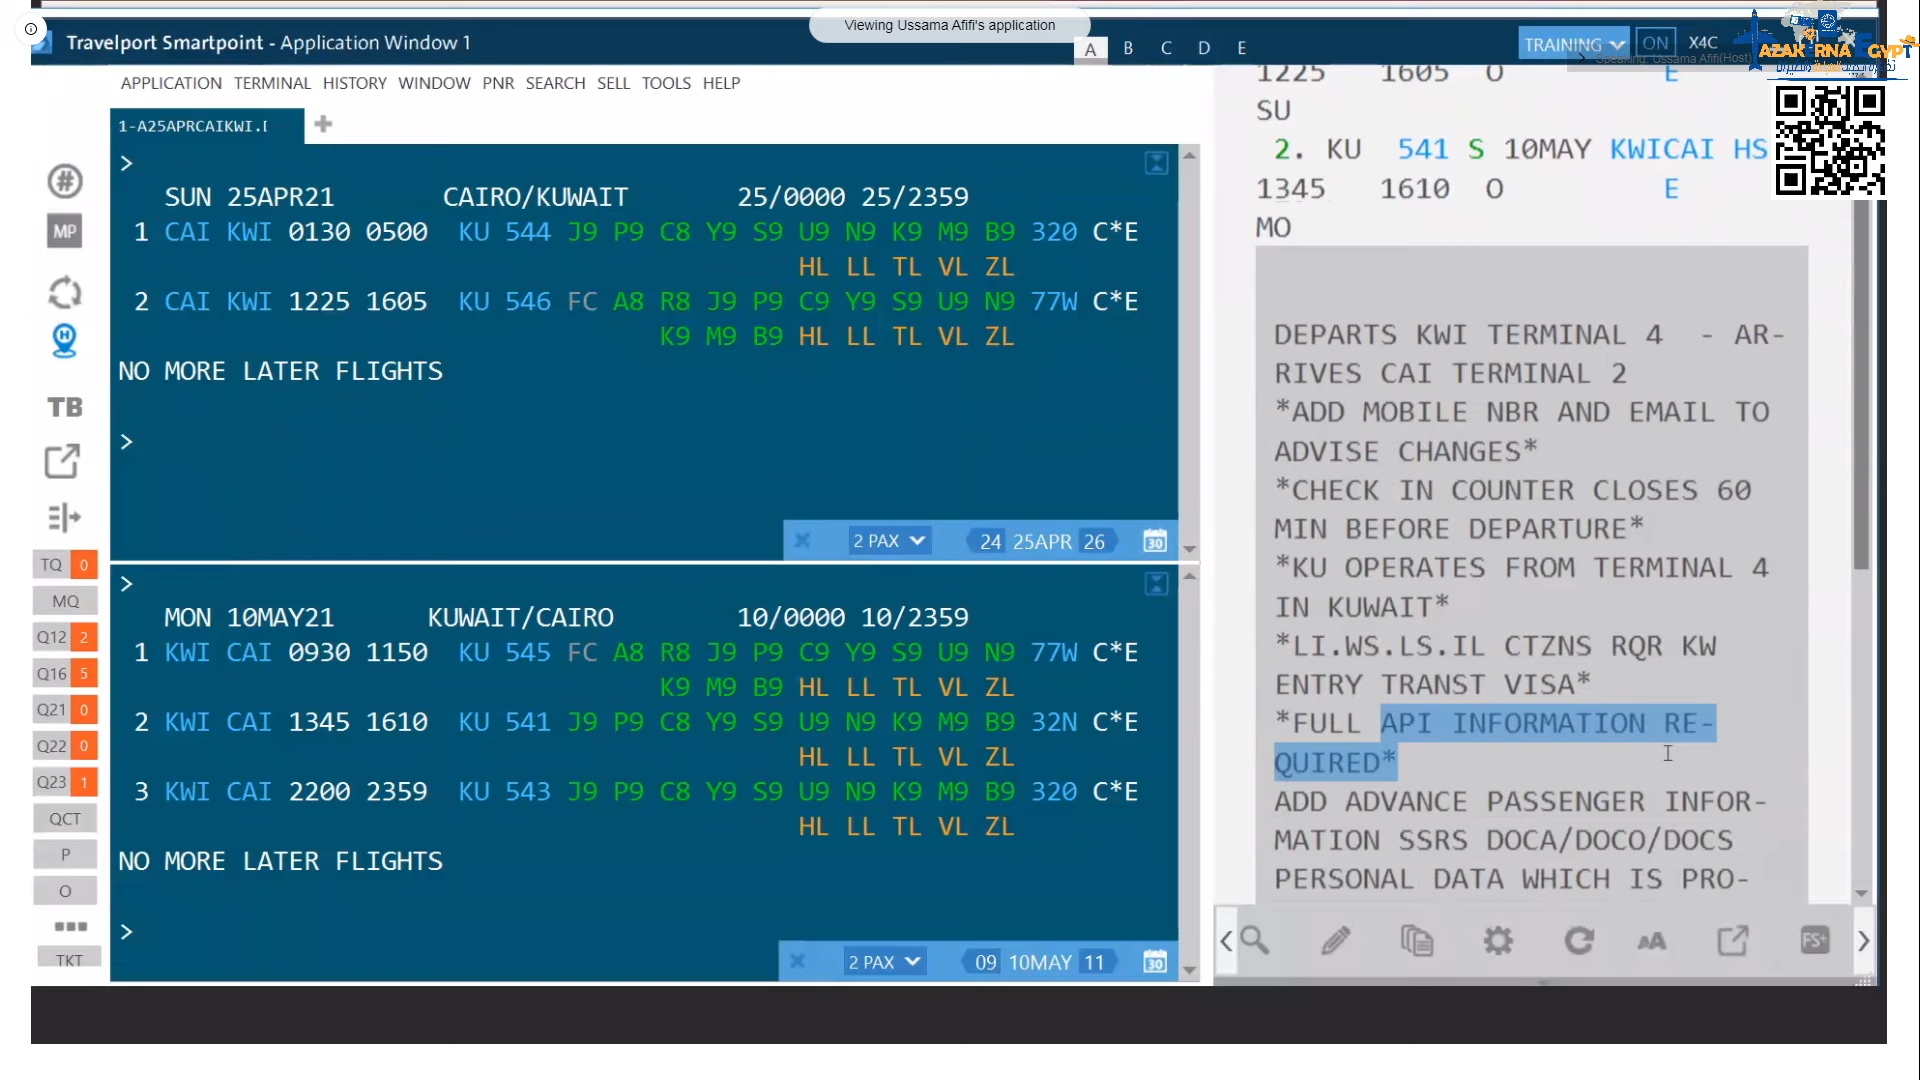 Viewing Ussama Afifi's application
Travelport Smartpoint - Application Window 1
A B C D E
TRAINING ON X4C
APPLICATION TERMINAL HISTORY WINDOW PNR SEARCH SELL TOOLS HELP
1-A25APRCAIKWI.
MP
TB
TQ 0
MQ
Q12 2
Q16 5
Q21 0
Q22 0
Q23 1
QCT
P
O
TKT
>
SUN 25APR21 CAIRO/KUWAIT 25/0000 25/2359
1 CAI KWI 0130 0500 KU 544 J9 P9 C8 Y9 S9 U9 N9 K9 M9 B9 320 C*E
HL LL TL VL ZL
2 CAI KWI 1225 1605 KU 546 FC A8 R8 J9 P9 C9 Y9 S9 U9 N9 77W C*E
K9 M9 B9 HL LL TL VL ZL
NO MORE LATER FLIGHTS
>
2 PAX 24 25APR 26 30
>
MON 10MAY21 KUWAIT/CAIRO 10/0000 10/2359
1 KWI CAI 0930 1150 KU 545 FC A8 R8 J9 P9 C9 Y9 S9 U9 N9 77W C*E
K9 M9 B9 HL LL TL VL ZL
2 KWI CAI 1345 1610 KU 541 J9 P9 C8 Y9 S9 U9 N9 K9 M9 B9 32N C*E
HL LL TL VL ZL
3 KWI CAI 2200 2359 KU 543 J9 P9 C8 Y9 S9 U9 N9 K9 M9 B9 320 C*E
HL LL TL VL ZL
NO MORE LATER FLIGHTS
>
2 PAX 09 10MAY 11 30
Speaking: Ussama Afifi(Host)
1225 1605 O E
SU
2. KU 541 S 10MAY KWICAI HS
1345 1610 O E
MO
DEPARTS KWI TERMINAL 4 - AR-
RIVES CAI TERMINAL 2
*ADD MOBILE NBR AND EMAIL TO
ADVISE CHANGES*
*CHECK IN COUNTER CLOSES 60
MIN BEFORE DEPARTURE*
*KU OPERATES FROM TERMINAL 4
IN KUWAIT*
*LI.WS.LS.IL CTZNS RQR KW
ENTRY TRANST VISA*
*FULL API INFORMATION RE-
QUIRED*
ADD ADVANCE PASSENGER INFOR-
MATION SSRS DOCA/DOCO/DOCS
PERSONAL DATA WHICH IS PRO-
AA
FS+